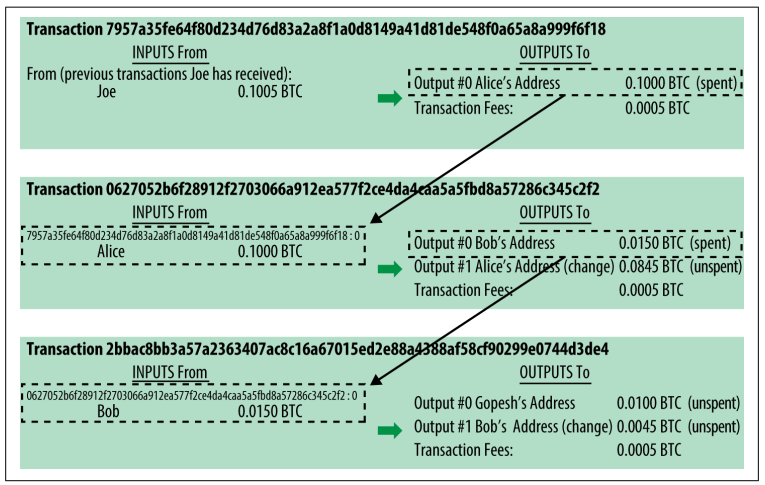 Transaction 7957a35fe64f80d234d76d83a2a8f1a0d8149a41d81de548f0a65a8a999f6f18
INPUTS From
OUTPUTS To
From (previous transactions Joe has received):
Joe 0.1005 BTC
Output #0 Alice's Address 0.1000 BTC (spent)
Transaction Fees: 0.0005 BTC
Transaction 0627052b6f28912f2703066a912ea577f2ce4da4caa5a5fbd8a57286c345c2f2
INPUTS From
OUTPUTS To
7957a35fe64f80d234d76d83a2a8f1a0d8149a41d81de548f0a65a8a999f6f18 : 0
Alice 0.1000 BTC
Output #0 Bob's Address 0.0150 BTC (spent)
Output #1 Alice's Address (change) 0.0845 BTC (unspent)
Transaction Fees: 0.0005 BTC
Transaction 2bbac8bb3a57a2363407ac8c16a67015ed2e88a4388af58cf90299e0744d3de4
INPUTS From
OUTPUTS To
0627052b6f28912f2703066a912ea577f2ce4da4caa5a5fbd8a57286c345c2f2 : 0
Bob 0.0150 BTC
Output #0 Gopesh's Address 0.0100 BTC (unspent)
Output #1 Bob's Address (change) 0.0045 BTC (unspent)
Transaction Fees: 0.0005 BTC